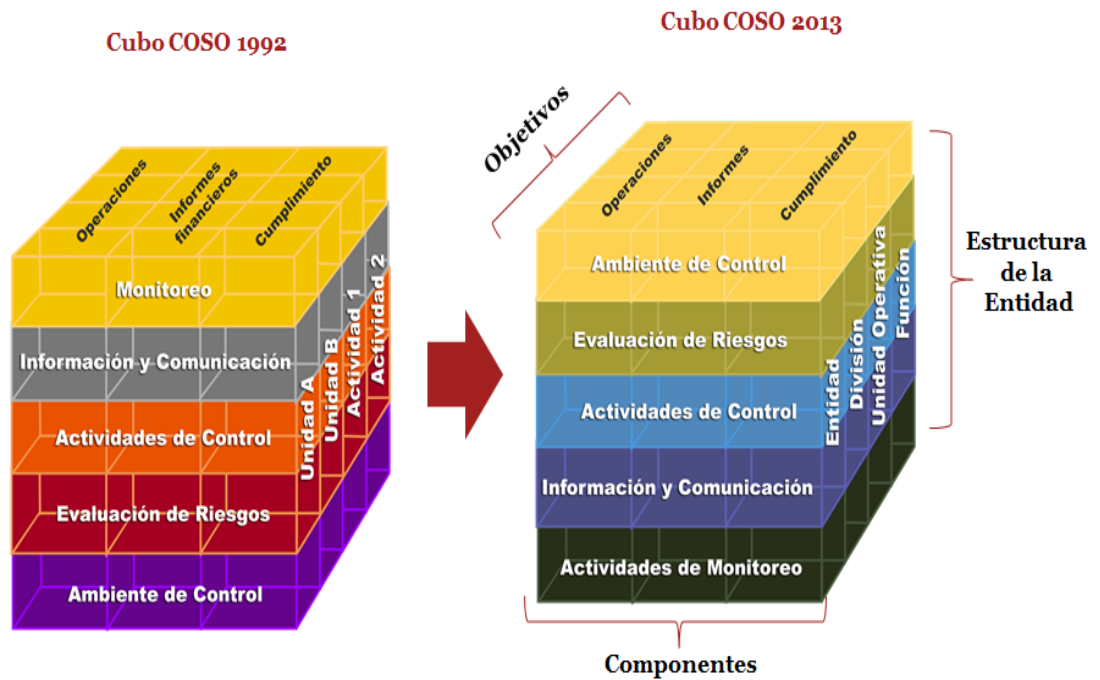 Cubo COSO 1992
Operaciones
Informes
financieros
Cumplimiento
Monitoreo
Información y Comunicación
Actividades de Control
Evaluación de Riesgos
Ambiente de Control
Unidad A
Unidad B
Actividad 1
Actividad 2
Cubo COSO 2013
Objetivos
Operaciones
Informes
Cumplimiento
Ambiente de Control
Evaluación de Riesgos
Actividades de Control
Información y Comunicación
Actividades de Monitoreo
Entidad
División
Unidad Operativa
Función
Estructura
de la
Entidad
Componentes